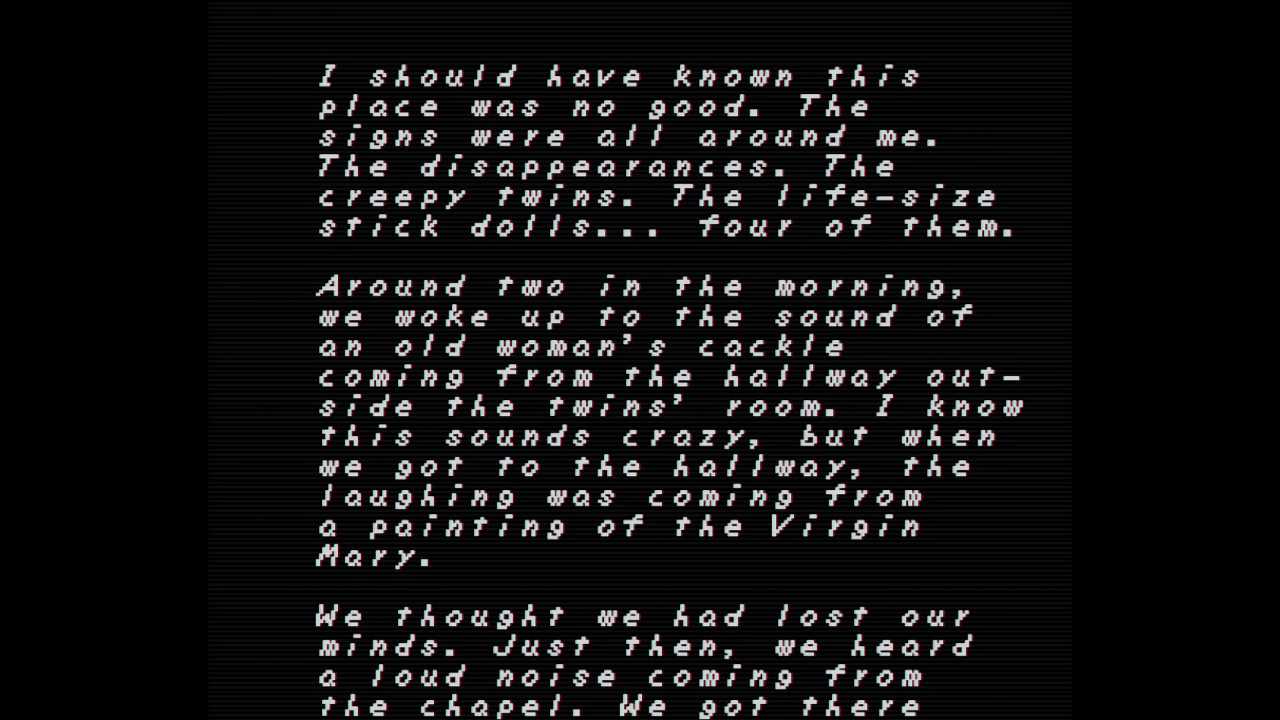 I should have known this
place was no good. The
signs were all around me.
The disappearances. The
creepy twins. The life-size
stick dolls... four of them.
Around two in the morning,
we woke up to the sound of
an old woman's cackle
coming from the hallway out-
side the twins' room. I know
this sounds crazy, but when
we got to the hallway, the
laughing was coming from
a painting of the Virgin
Mary.
We thought we had lost our
minds. Just then, we heard
a loud noise coming from
the chapel. We got there